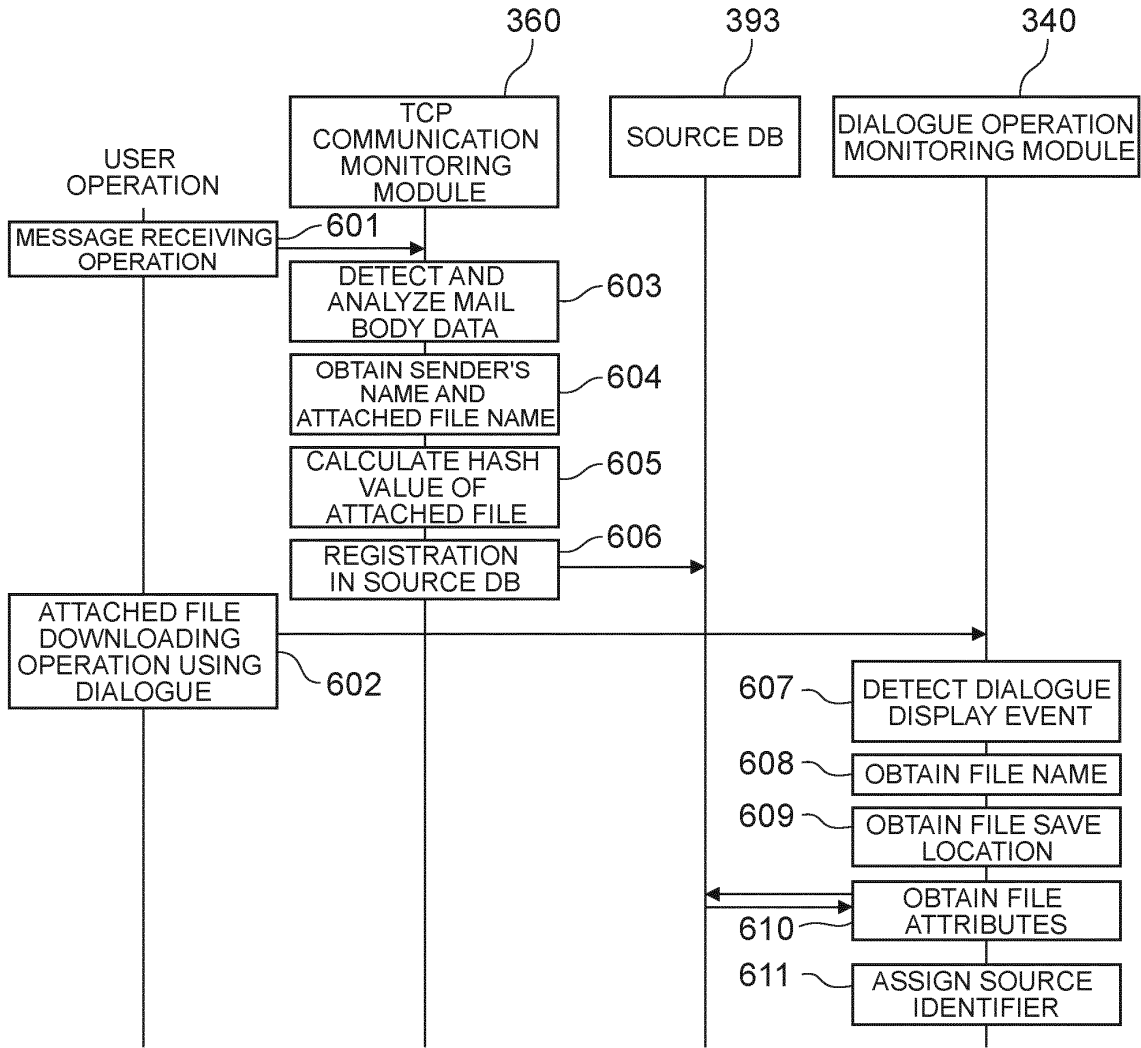 360
393
340
TCP
COMMUNICATION
MONITORING
MODULE
SOURCE DB
DIALOGUE OPERATION
MONITORING MODULE
USER
OPERATION
601
MESSAGE RECEIVING
OPERATION
DETECT AND
ANALYZE MAIL
BODY DATA
603
OBTAIN SENDER'S
NAME AND
ATTACHED FILE NAME
604
CALCULATE HASH
VALUE OF
ATTACHED FILE
605
REGISTRATION
IN SOURCE DB
606
ATTACHED FILE
DOWNLOADING
OPERATION USING
DIALOGUE
602
607
DETECT DIALOGUE
DISPLAY EVENT
608
OBTAIN FILE NAME
609
OBTAIN FILE SAVE
LOCATION
610
OBTAIN FILE
ATTRIBUTES
611
ASSIGN SOURCE
IDENTIFIER